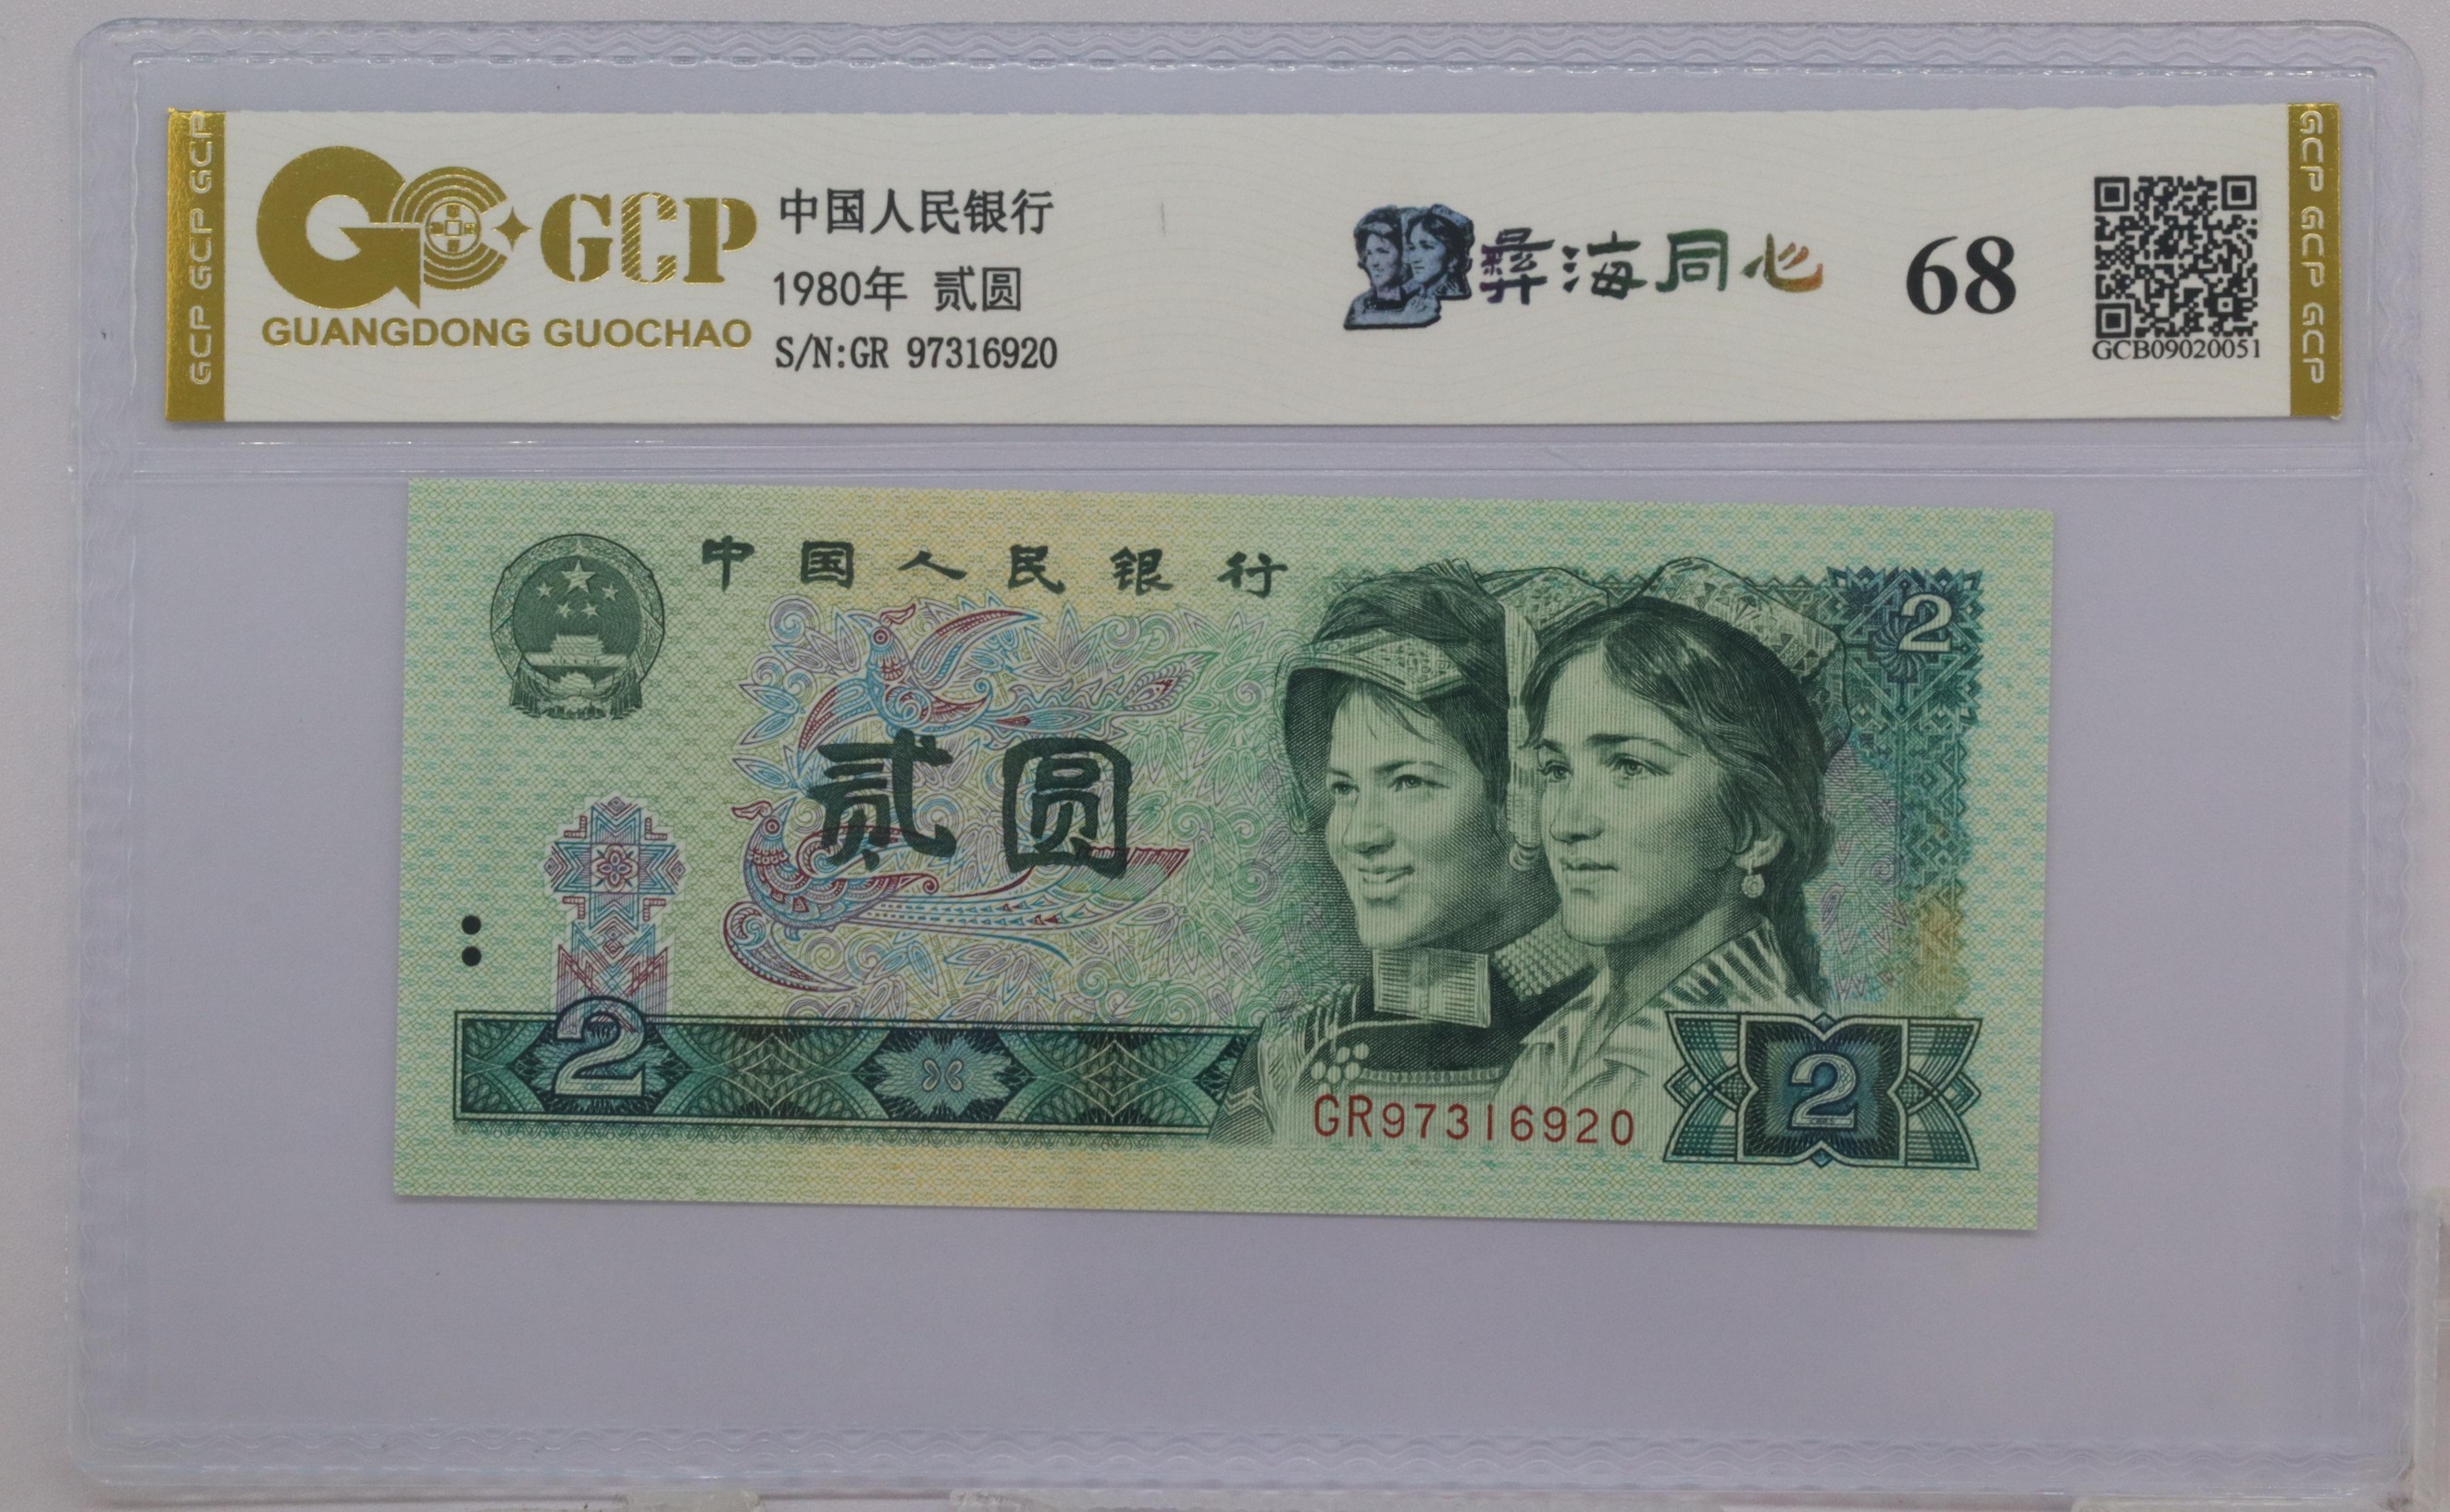 GCP GCP GCP
GCP
GUANGDONG GUOCHAO
中国人民银行
1980年 贰圆
S/N:GR 97316920
彝海同心
68
GCB09020051
GCP GCP GCP
中国人民银行
2
贰圆
2
GR97316920
2